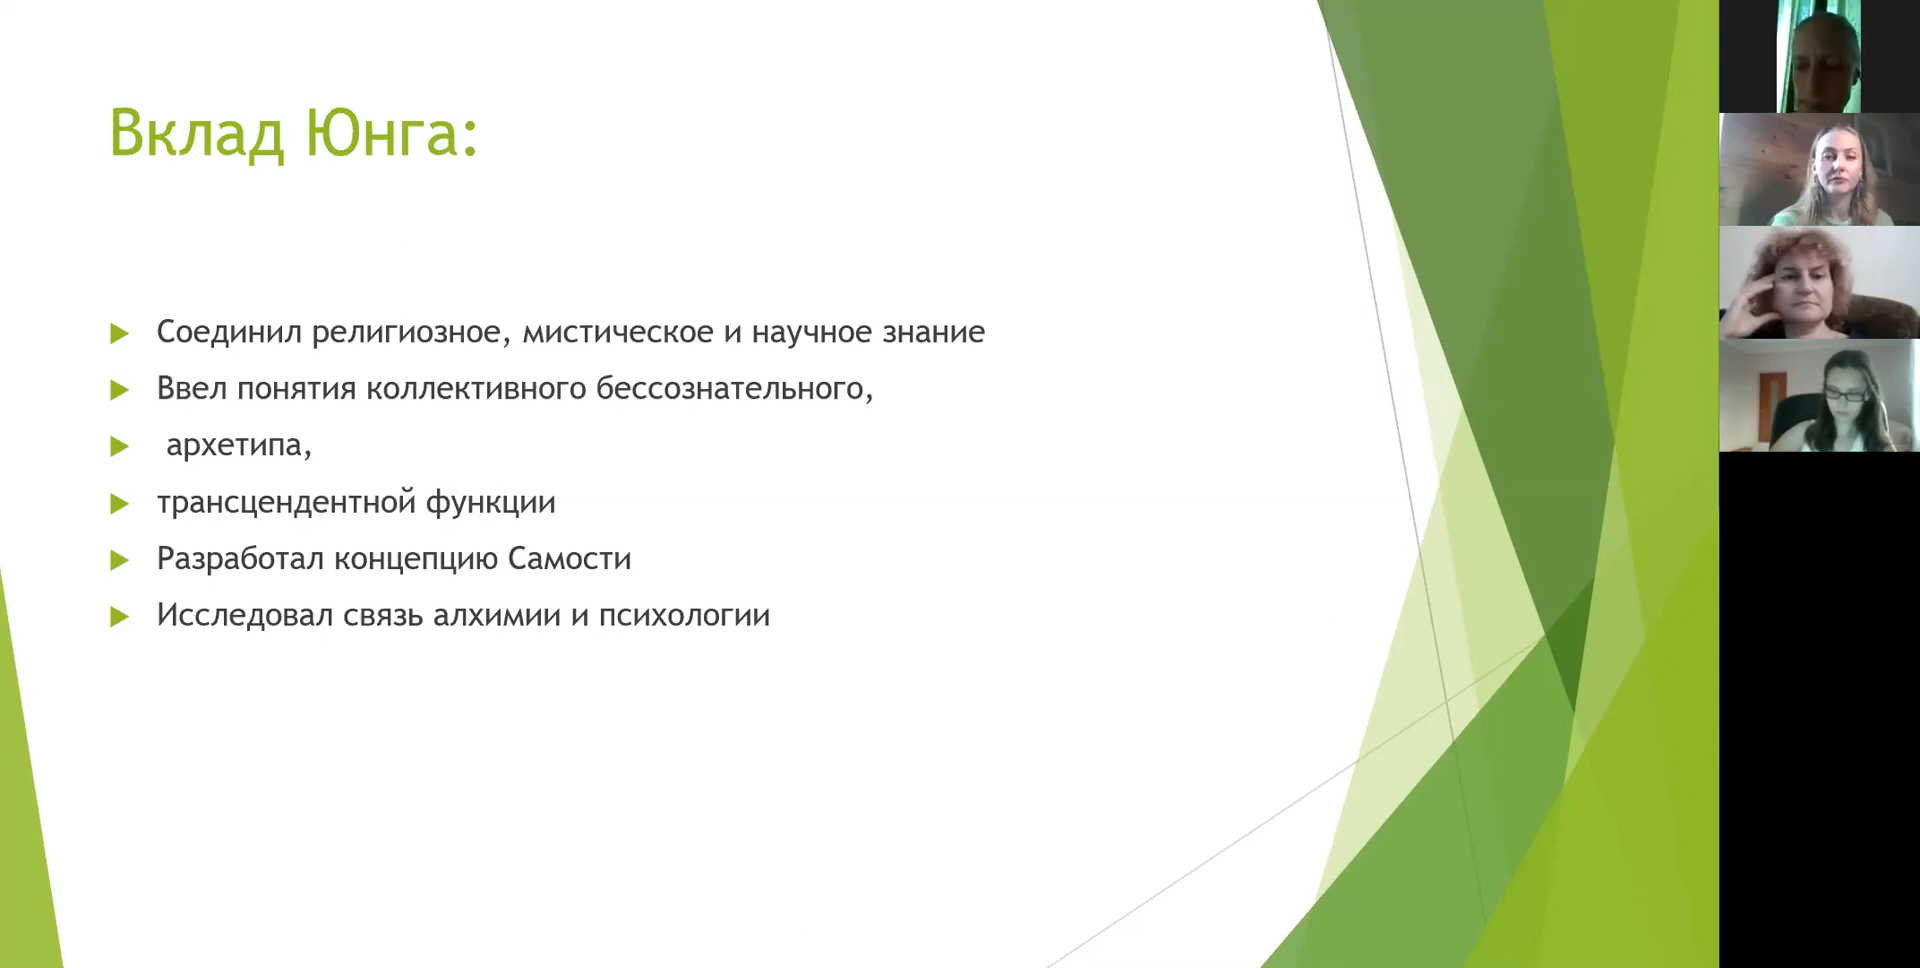 Вклад Юнга:
Соединил религиозное, мистическое и научное знание
Ввел понятия коллективного бессознательного,
архетипа,
трансцендентной функции
Разработал концепцию Самости
Исследовал связь алхимии и психологии